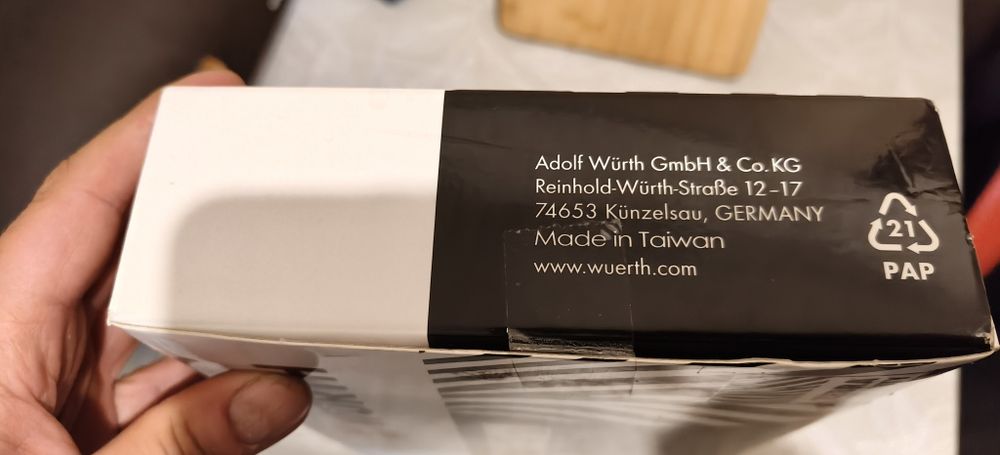 Adolf Würth GmbH & Co. KG
Reinhold-Würth-Straße 12–17
74653 Künzelsau, GERMANY
Made in Taiwan
www.wuerth.com
21
PAP